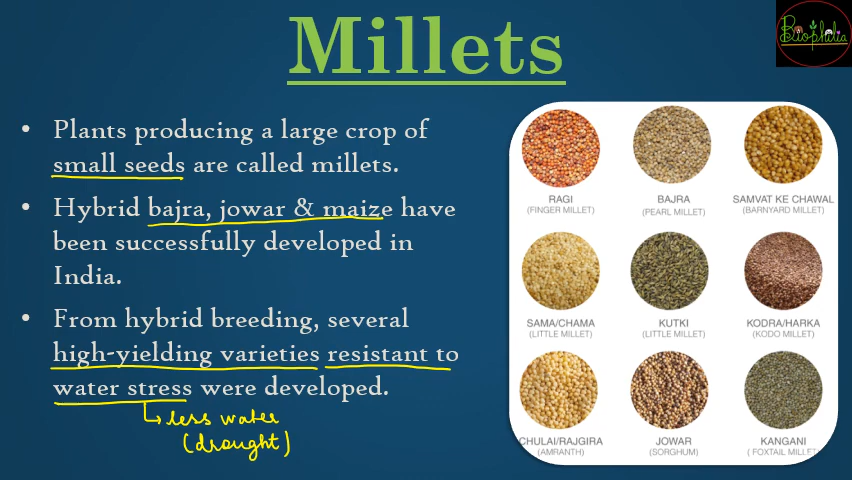 Millets
Biophilia
• Plants producing a large crop of
small seeds are called millets.
• Hybrid bajra, jowar & maize have
been successfully developed in
India.
• From hybrid breeding, several
high-yielding varieties resistant to
water stress were developed.
less water
(drought)
RAGI
(FINGER MILLET)
BAJRA
(PEARL MILLET)
SAMVAT KE CHAWAL
(BARNYARD MILLET)
SAMA/CHAMA
(LITTLE MILLET)
KUTKI
(LITTLE MILLET)
KODRA/HARKA
(KODO MILLET)
CHULAI/RAJGIRA
(AMRANTH)
JOWAR
(SORGHUM)
KANGANI
( FOXTAIL MILLET)